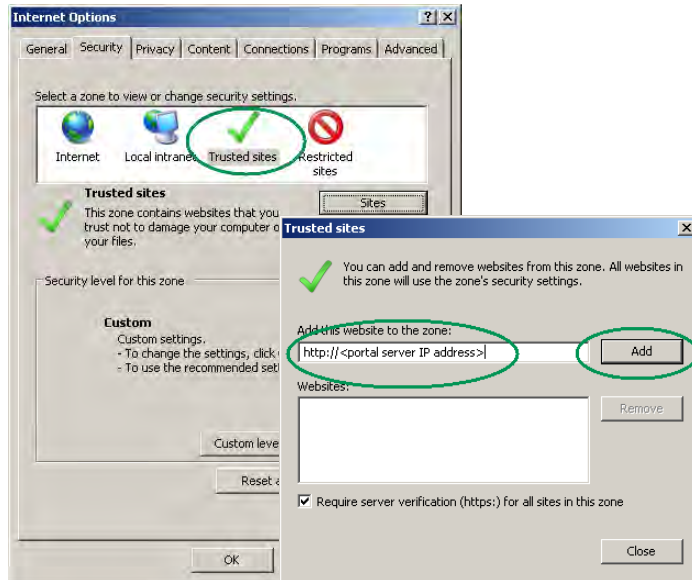 Internet Options
General Security Privacy Content Connections Programs Advanced
Select a zone to view or change security settings.
Internet Local intranet Trusted sites Restricted sites
Trusted sites
Sites
This zone contains websites that you
trust not to damage your computer o
your files.
Security level for this zone
Custom
Custom settings.
- To change the settings, click
- To use the recommended set
Custom leve
Reset a
OK
Trusted sites
You can add and remove websites from this zone. All websites in
this zone will use the zone's security settings.
Add this website to the zone:
http://<portal server IP address> Add
Websites:
Remove
Require server verification (https:) for all sites in this zone
Close